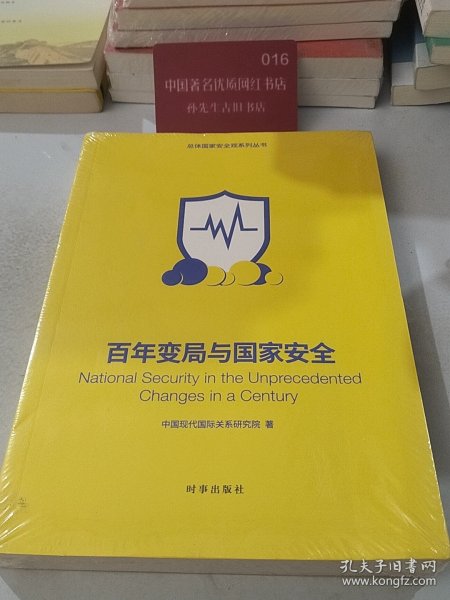 016
中国著名优质网红书店
孙先生古旧书店
总体国家安全观系列丛书
百年变局与国家安全
National Security in the Unprecedented
Changes in a Century
中国现代国际关系研究院 著
时事出版社
孔夫子旧书网
www.kongfz.com